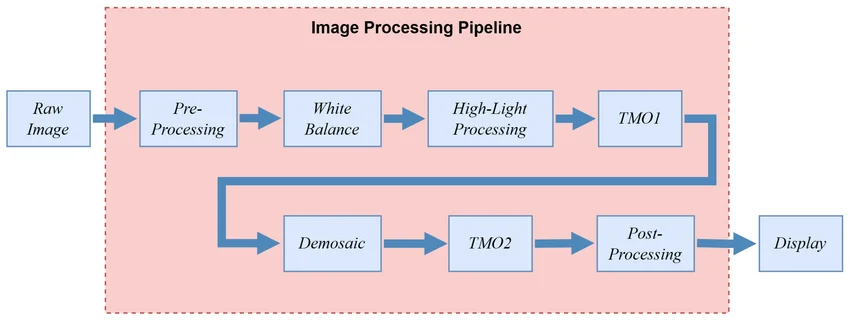 Image Processing Pipeline
Raw
Image
Pre-
Processing
White
Balance
High-Light
Processing
TMO1
Demosaic
TMO2
Post-
Processing
Display